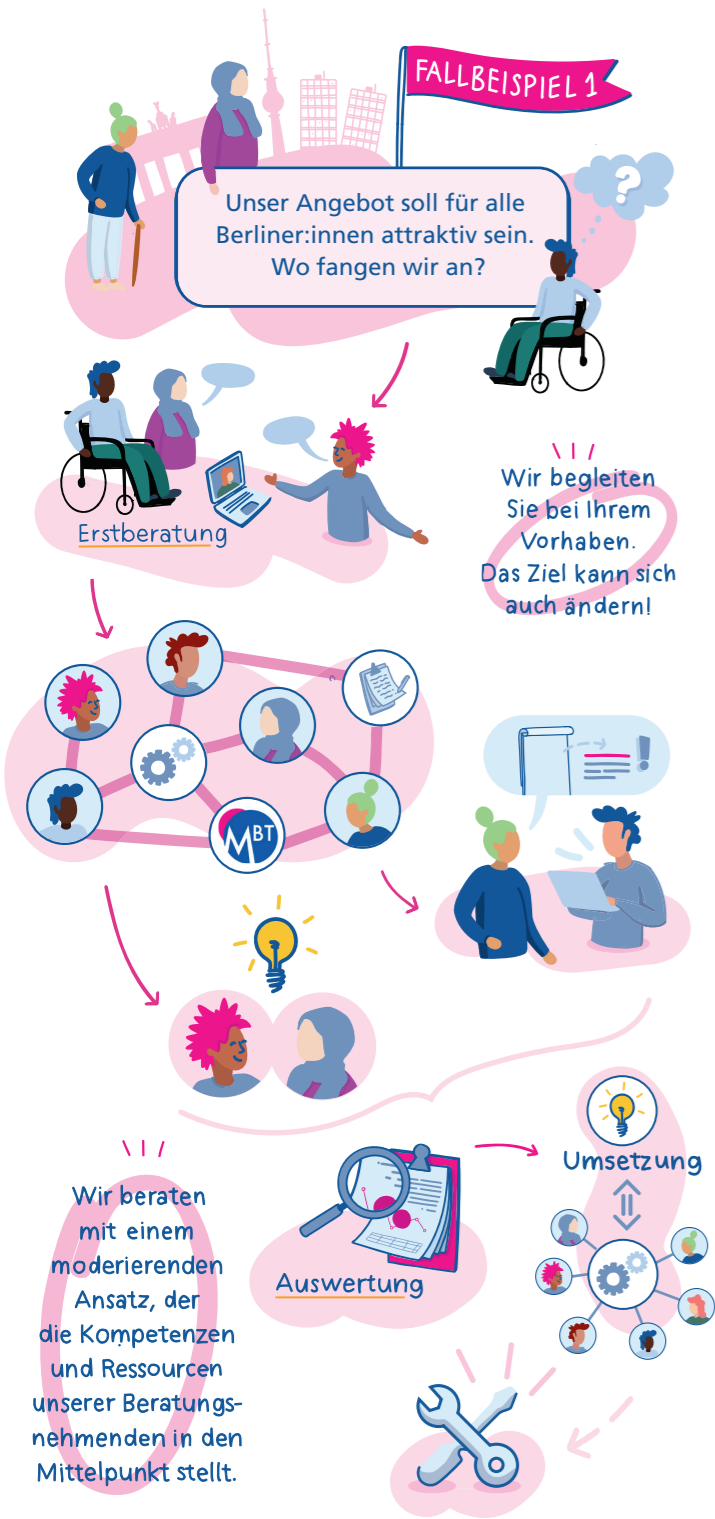 FALLBEISPIEL 1
Unser Angebot soll für alle
Berliner:innen attraktiv sein.
Wo fangen wir an?
?
Erstberatung
Wir begleiten
Sie bei Ihrem
Vorhaben.
Das Ziel kann sich
auch ändern!
MBT
!
Umsetzung
Auswertung
Wir beraten
mit einem
moderierenden
Ansatz, der
die Kompetenzen
und Ressourcen
unserer Beratungs-
nehmenden in den
Mittelpunkt stellt.